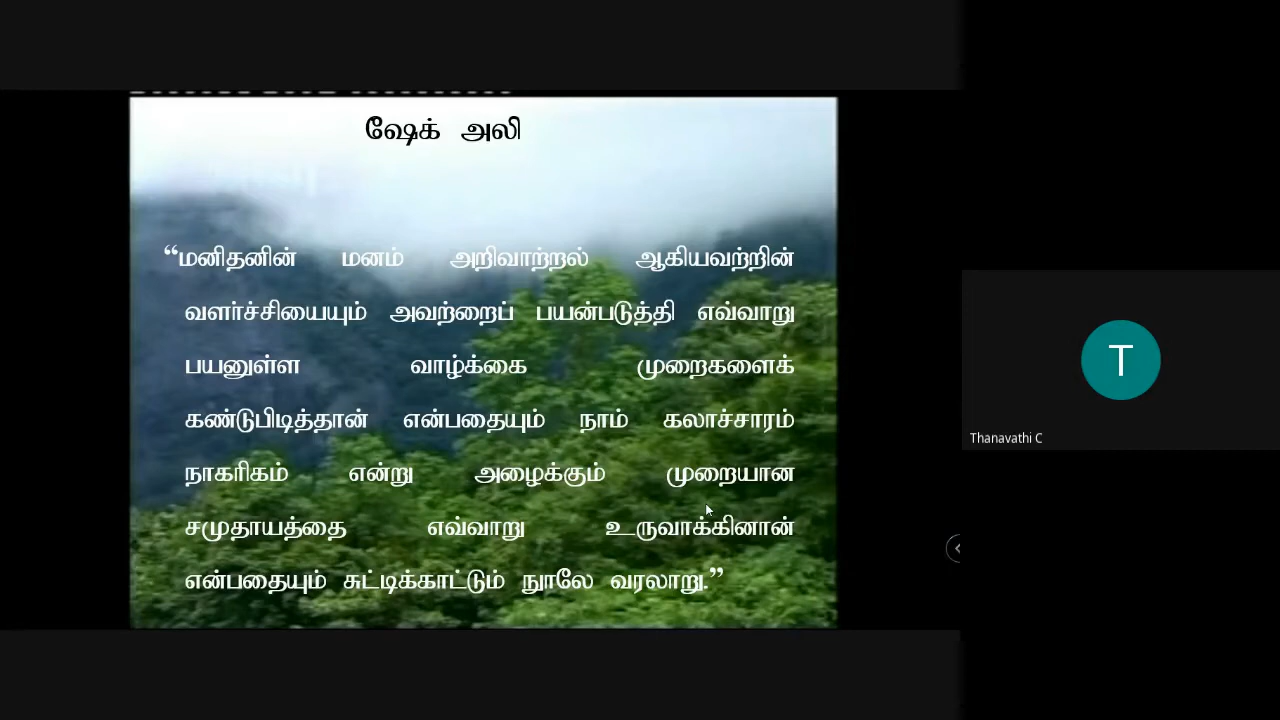 ஷேக் அலி
“மனிதனின் மனம் அறிவாற்றல் ஆகியவற்றின்
வளர்ச்சியையும் அவற்றைப் பயன்படுத்தி எவ்வாறு
பயனுள்ள வாழ்க்கை முறைகளைக்
கண்டுபிடித்தான் என்பதையும் நாம் கலாச்சாரம்
நாகரிகம் என்று அழைக்கும் முறையான
சமுதாயத்தை எவ்வாறு உருவாக்கினான்
என்பதையும் சுட்டிக்காட்டும் நூலே வரலாறு.”
T
Thanavathi C